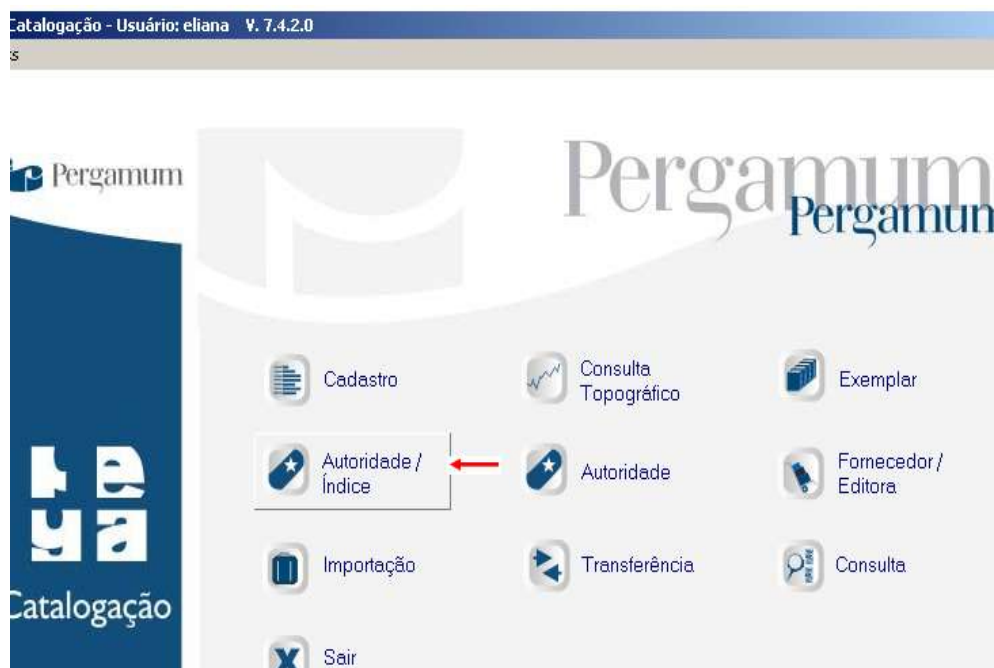 Catalogação - Usuário: eliana V. 7.4.2.0
s
Pergamum
Pergamum
Pergamum
Cadastro
Consulta
Topográfico
Exemplar
Autoridade /
Índice
Autoridade
Fornecedor /
Editora
Importação
Transferência
Consulta
Catalogação
Sair